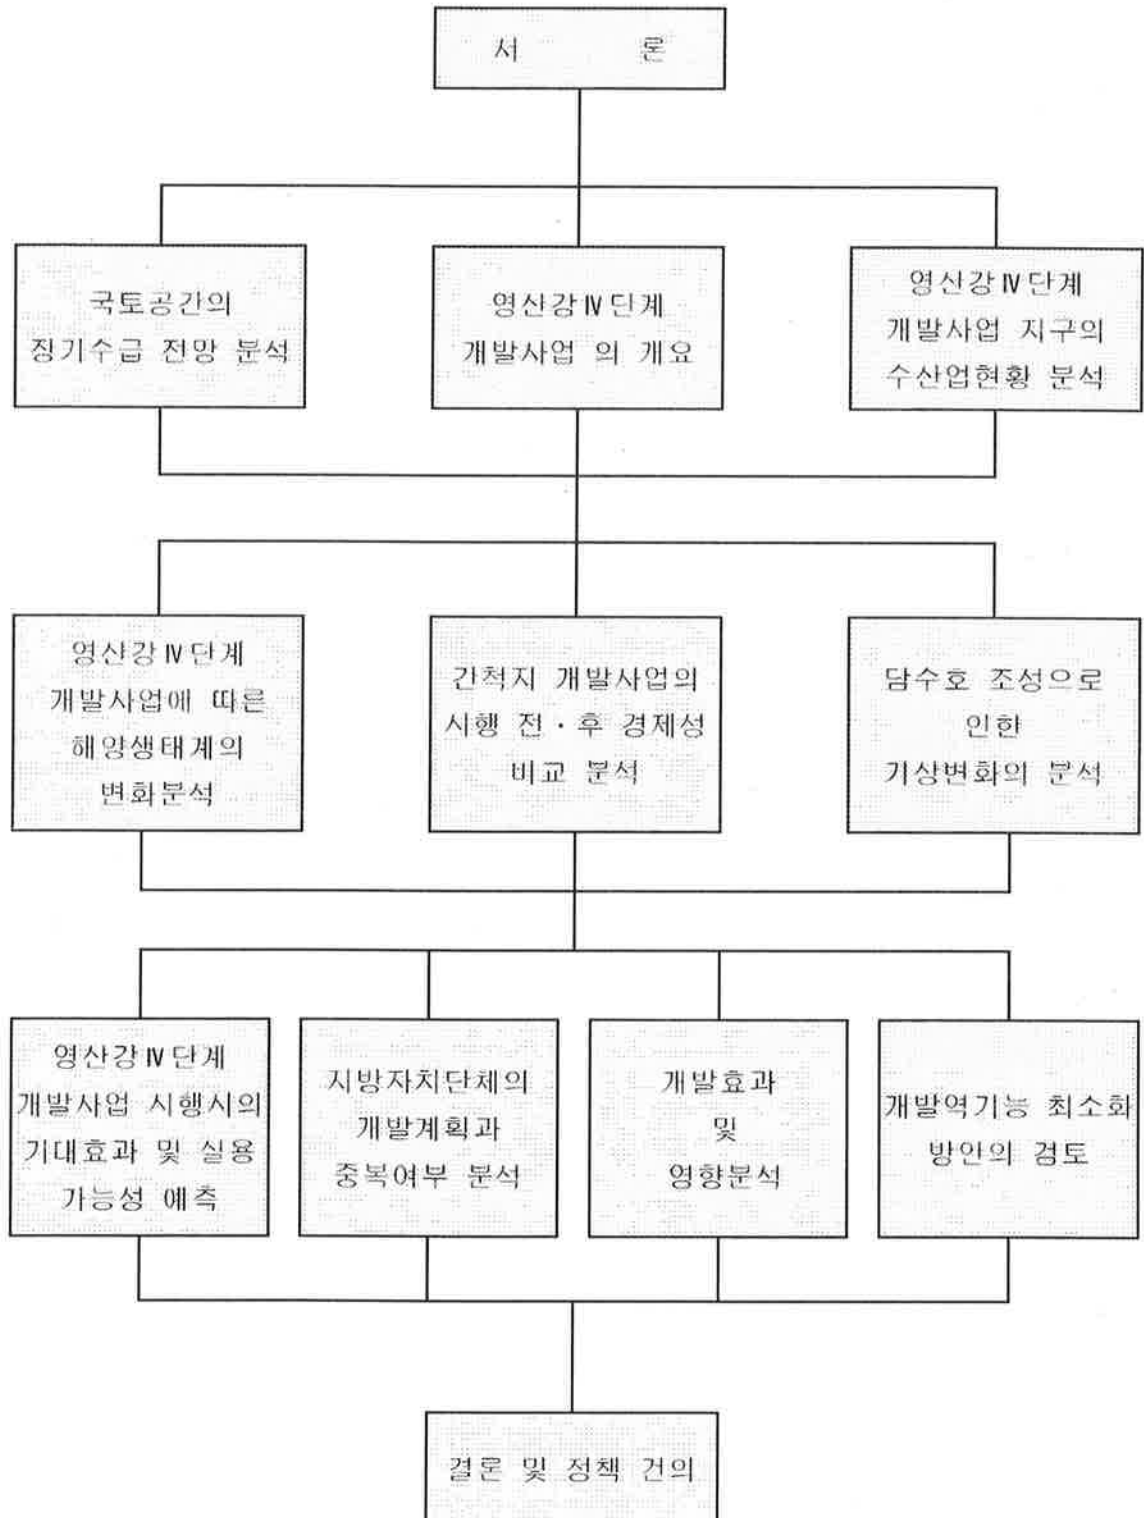 서 론
국토공간의
장기수급 전망 분석
영산강Ⅳ단계
개발사업 의 개요
영산강Ⅳ단계
개발사업 지구의
수산업현황 분석
영산강Ⅳ단계
개발사업에 따른
해양생태계의
변화분석
간척지 개발사업의
시행 전·후 경제성
비교 분석
담수호 조성으로
인한
기상변화의 분석
영산강Ⅳ단계
개발사업 시행시의
기대효과 및 실용
가능성 예측
지방자치단체의
개발계획과
중복여부 분석
개발효과
및
영향분석
개발역기능 최소화
방안의 검토
결론 및 정책 건의